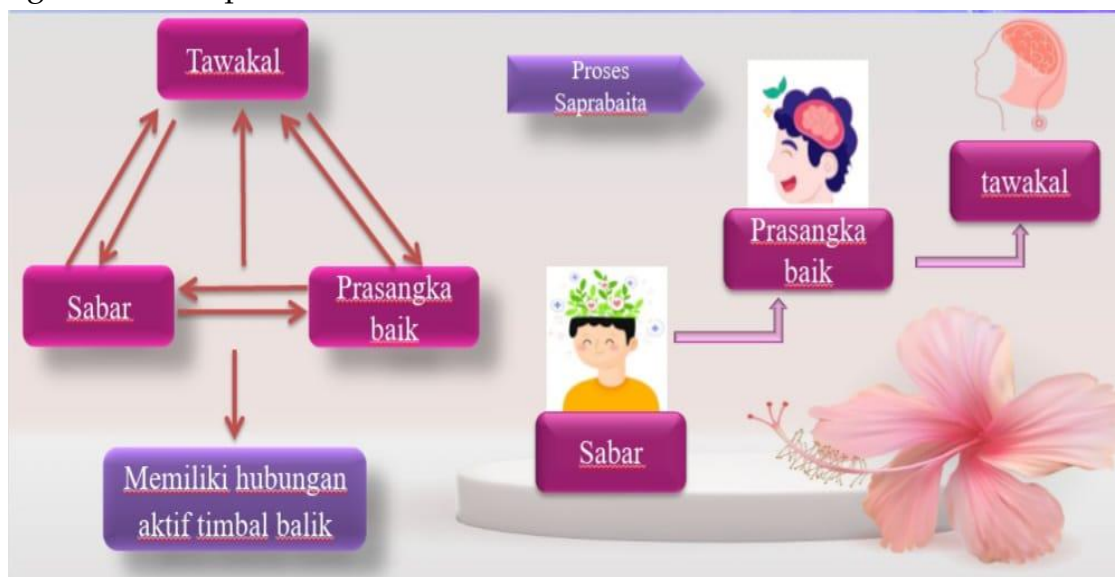 Tawakal
Sabar
Prasangka
baik
Memiliki hubungan
aktif timbal balik
Proses
Saprabaita
Sabar
Prasangka
baik
tawakal